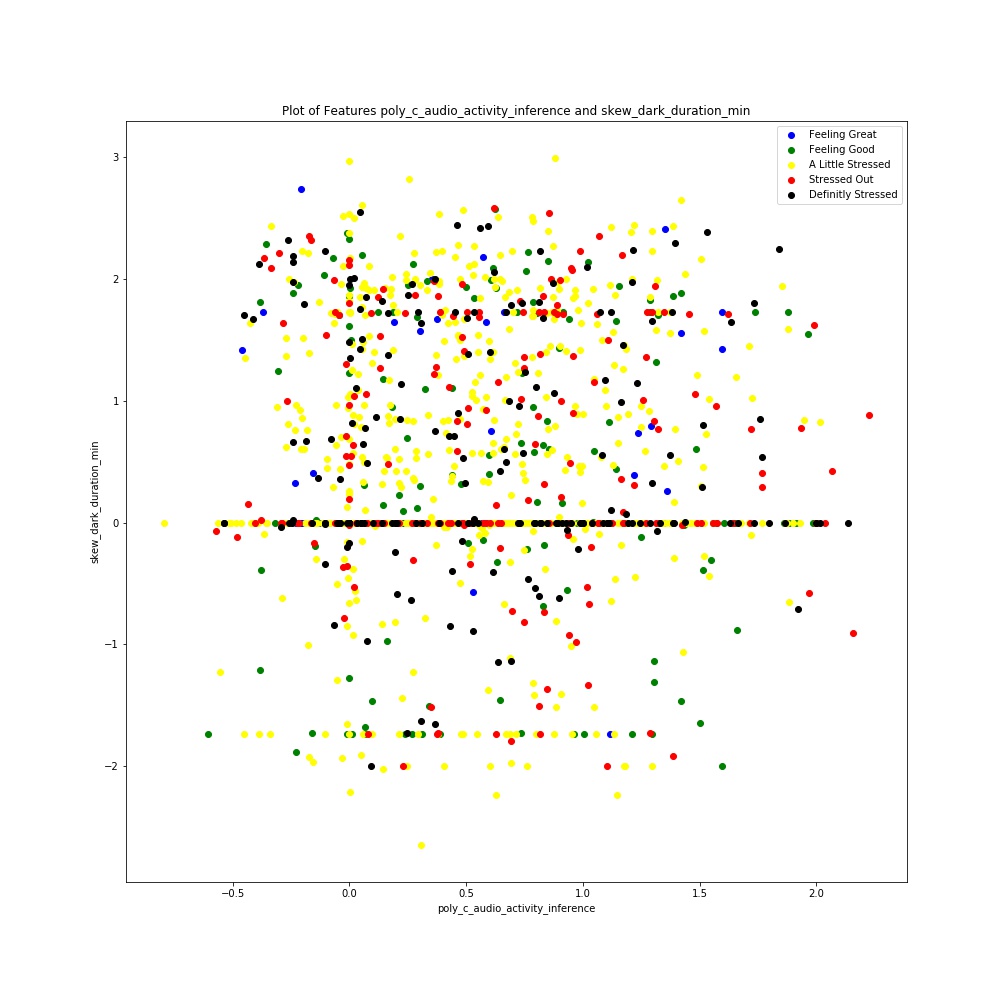 Plot of Features poly_c_audio_activity_inference and skew_dark_duration_min
Feeling Great
Feeling Good
A Little Stressed
Stressed Out
Definitly Stressed
skew_dark_duration_min
3
2
1
0
−1
−2
−0.5
0.0
0.5
1.0
1.5
2.0
poly_c_audio_activity_inference